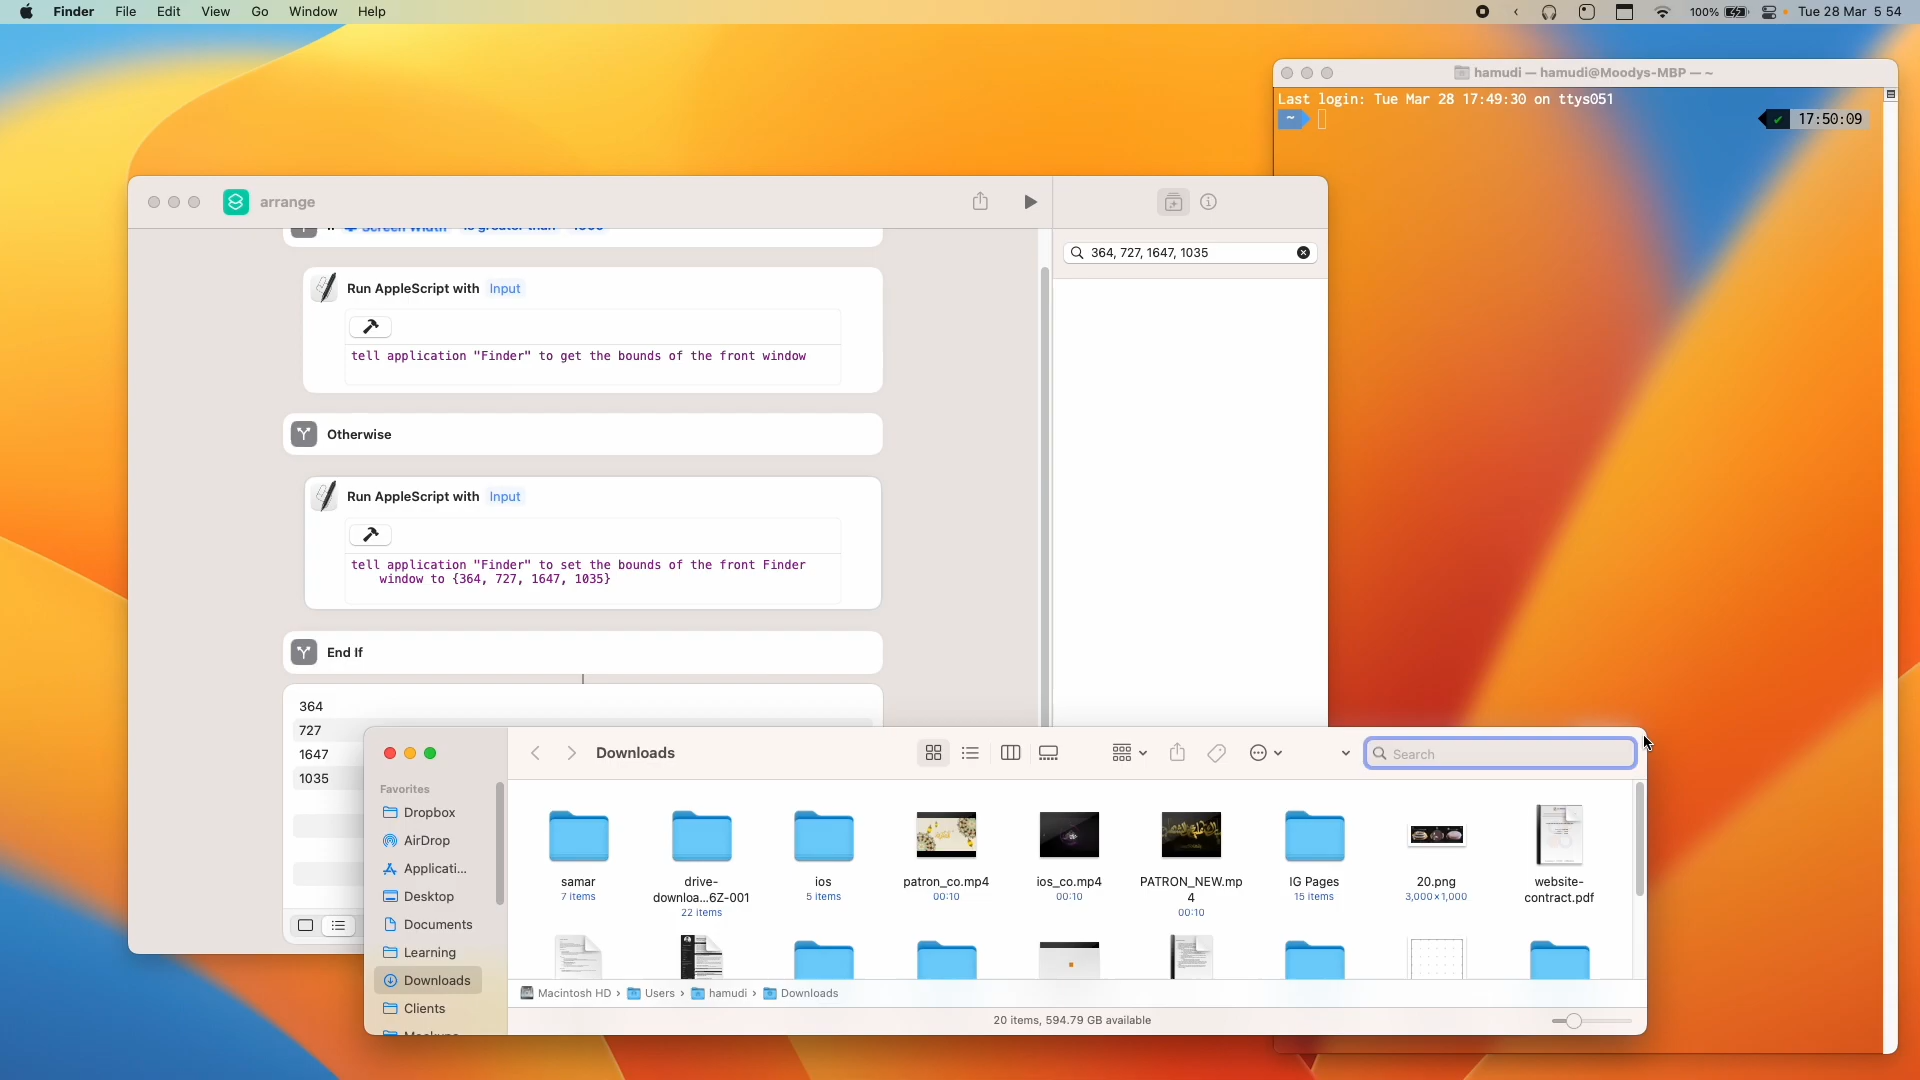 Finder File Edit View Go Window Help
100% Tue 28 Mar 5 54
hamudi — hamudi@Moodys-MBP — ~
Last login: Tue Mar 28 17:49:30 on ttys051
~ ✔ 17:50:09
arrange
364, 727, 1647, 1035
Run AppleScript with Input
tell application "Finder" to get the bounds of the front window
Otherwise
Run AppleScript with Input
tell application "Finder" to set the bounds of the front Finder
window to {364, 727, 1647, 1035}
End If
364
727
1647
1035
Downloads
Search
Favorites
Dropbox
AirDrop
Applicati...
Desktop
Documents
Learning
Downloads
Clients
samar
7 items
drive-
downloa...6Z-001
22 items
ios
5 items
patron_co.mp4
00:10
ios_co.mp4
00:10
PATRON_NEW.mp
4
00:10
IG Pages
15 items
20.png
3,000×1,000
website-
contract.pdf
Macintosh HD › Users › hamudi › Downloads
20 items, 594.79 GB available